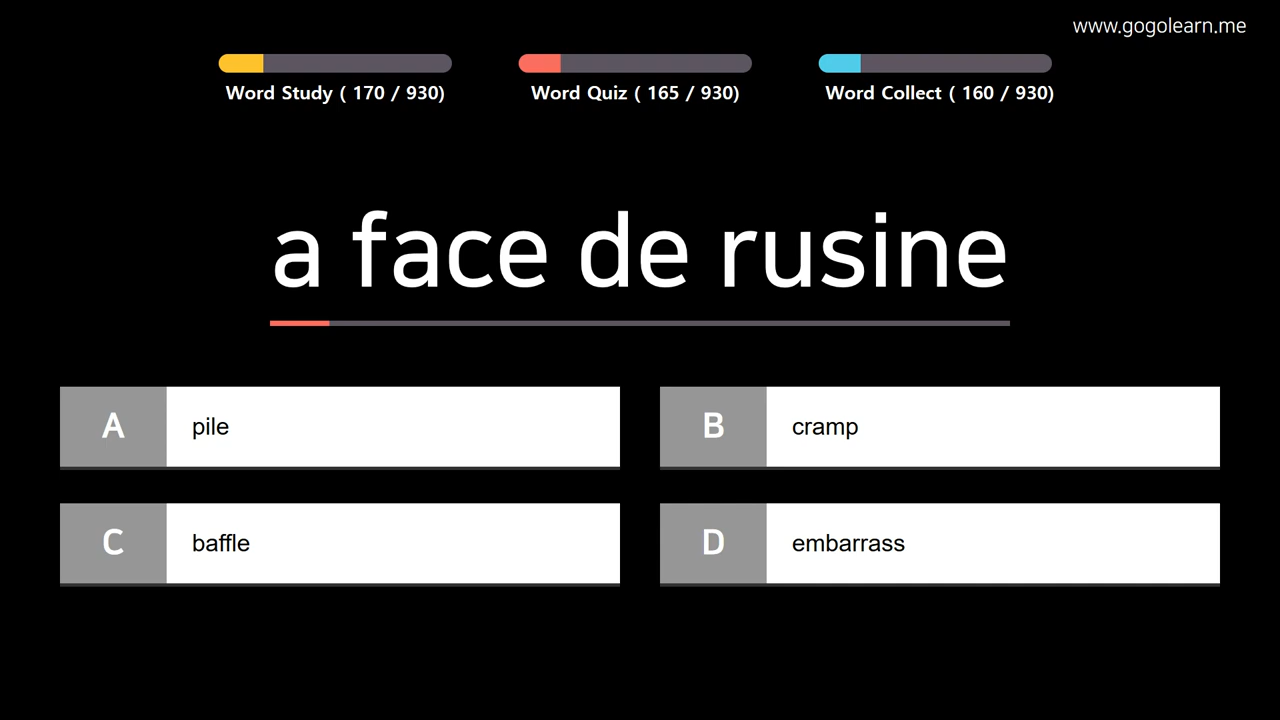 www.gogolearn.me
Word Study ( 170 / 930)
Word Quiz ( 165 / 930)
Word Collect ( 160 / 930)
a face de rusine
A pile
B cramp
C baffle
D embarrass